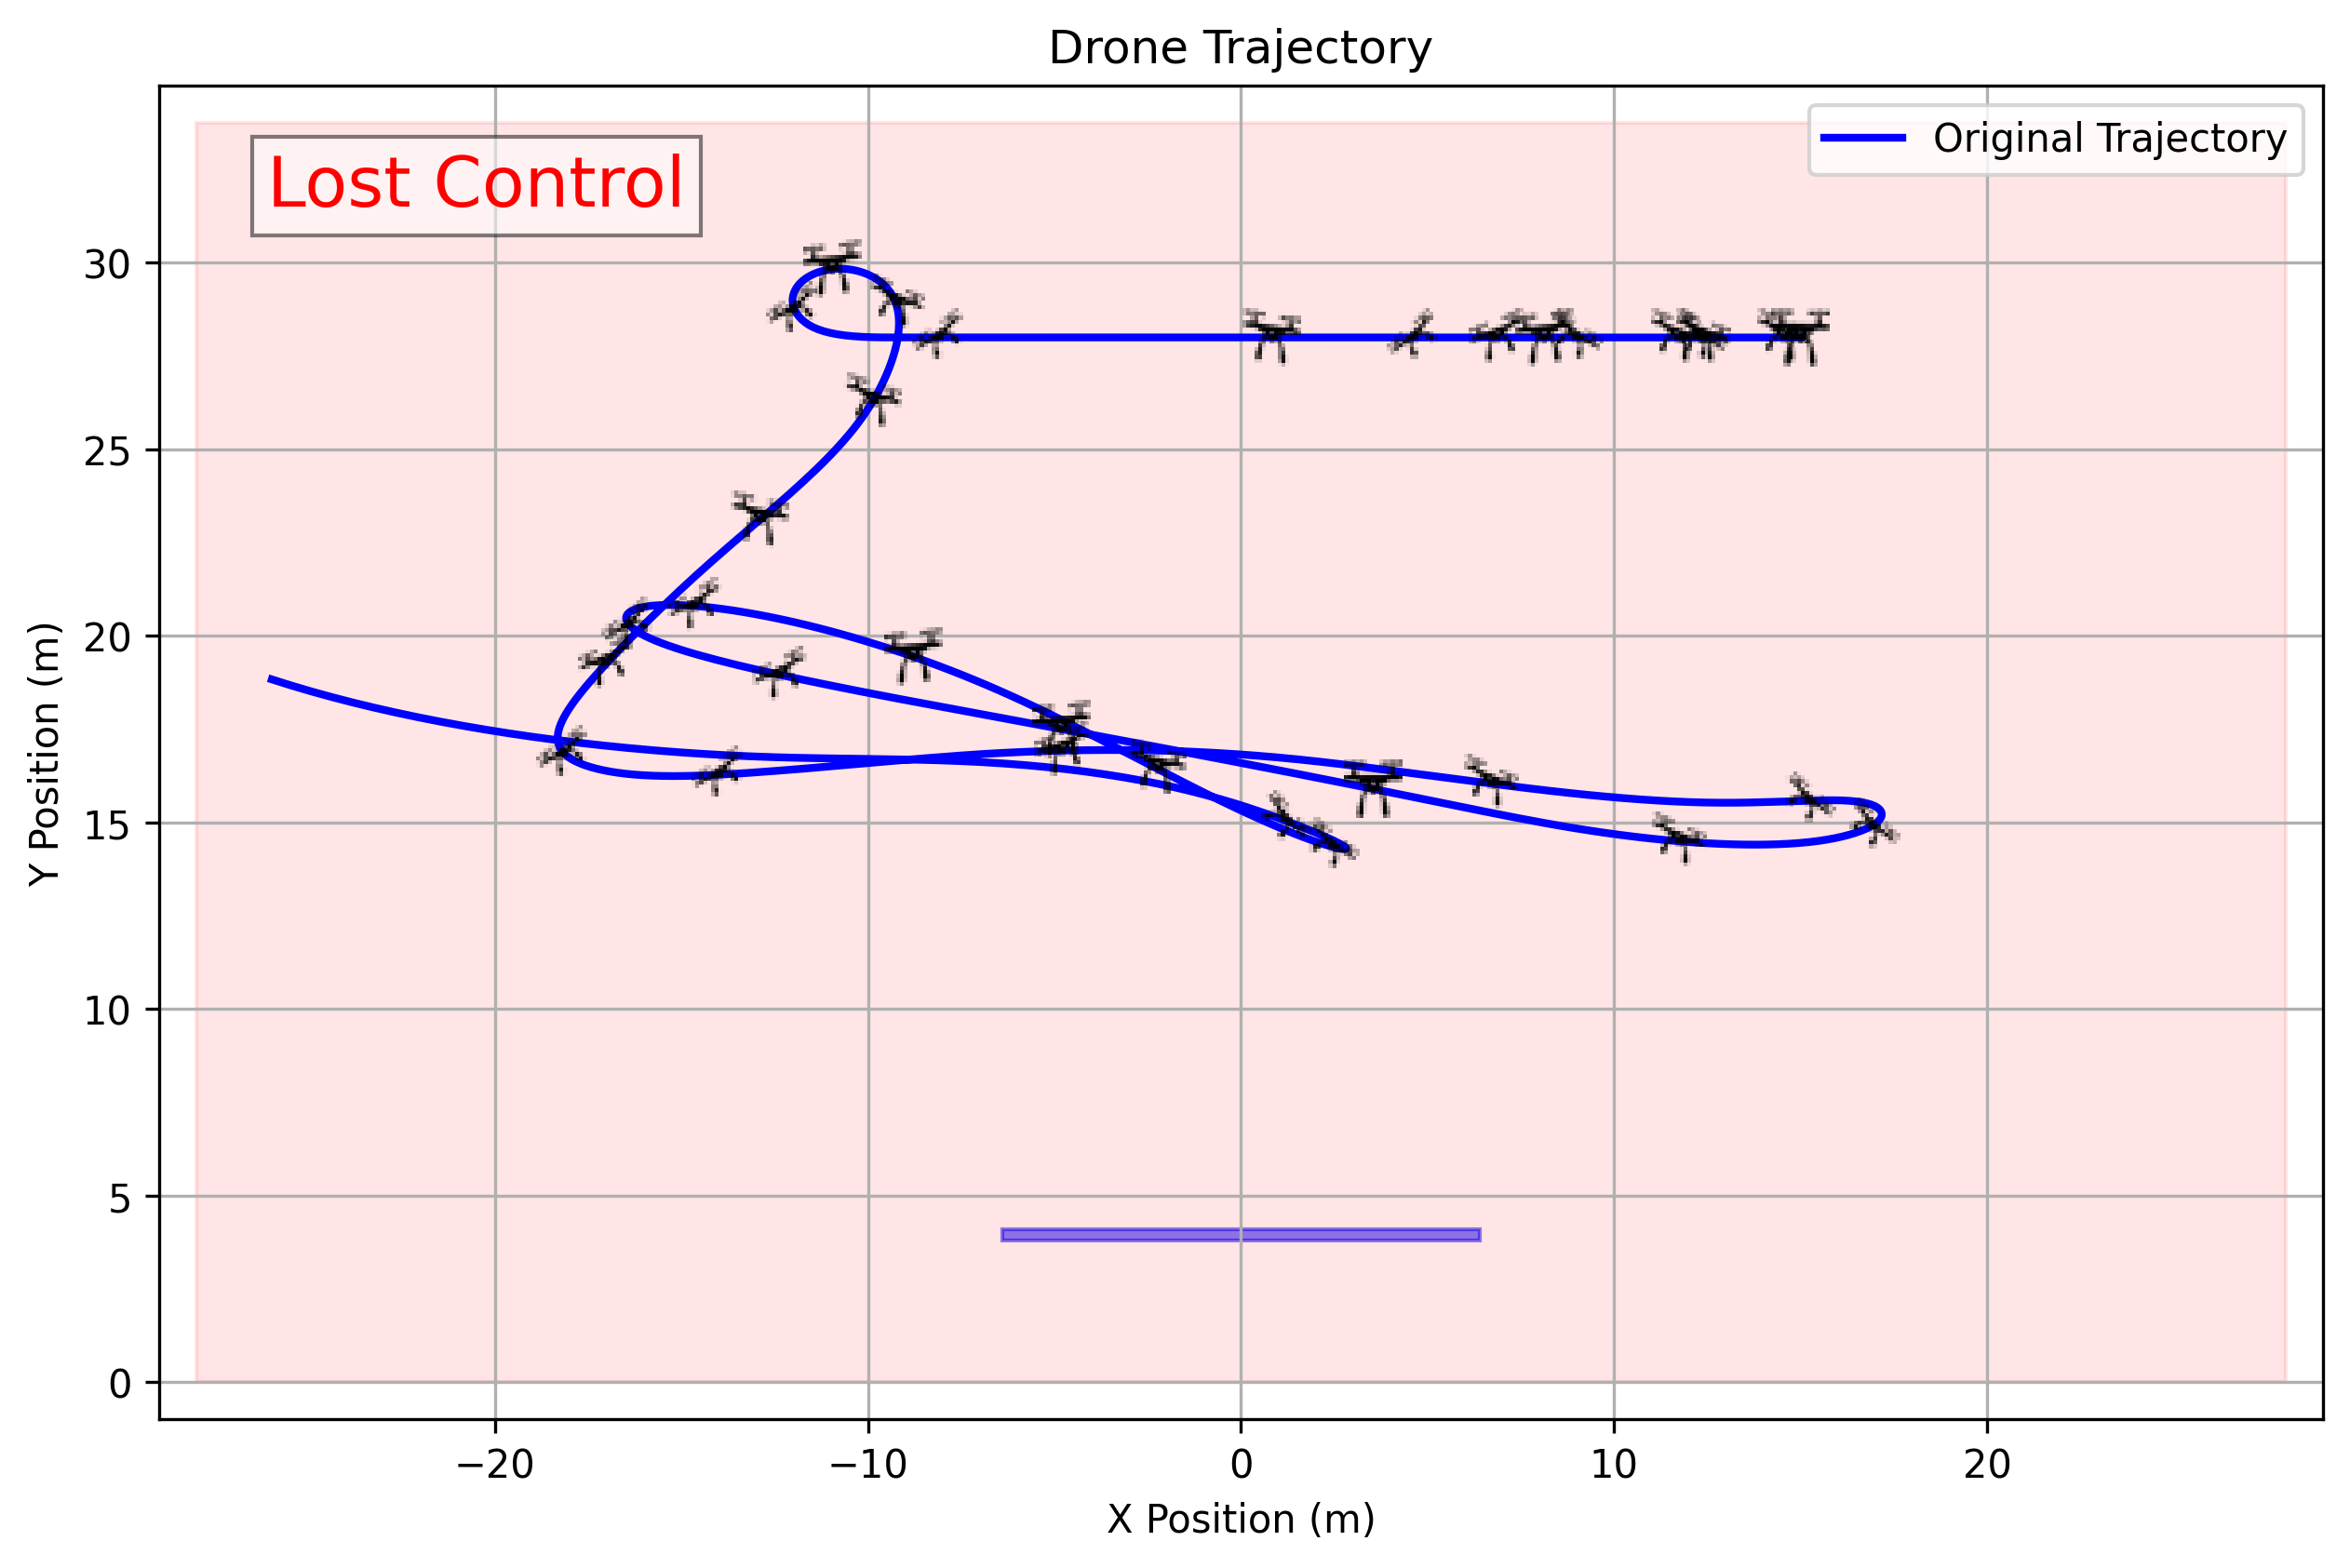 Drone Trajectory
Lost Control
Original Trajectory
Y Position (m)
30
25
20
15
10
5
0
−20 −10 0 10 20
X Position (m)